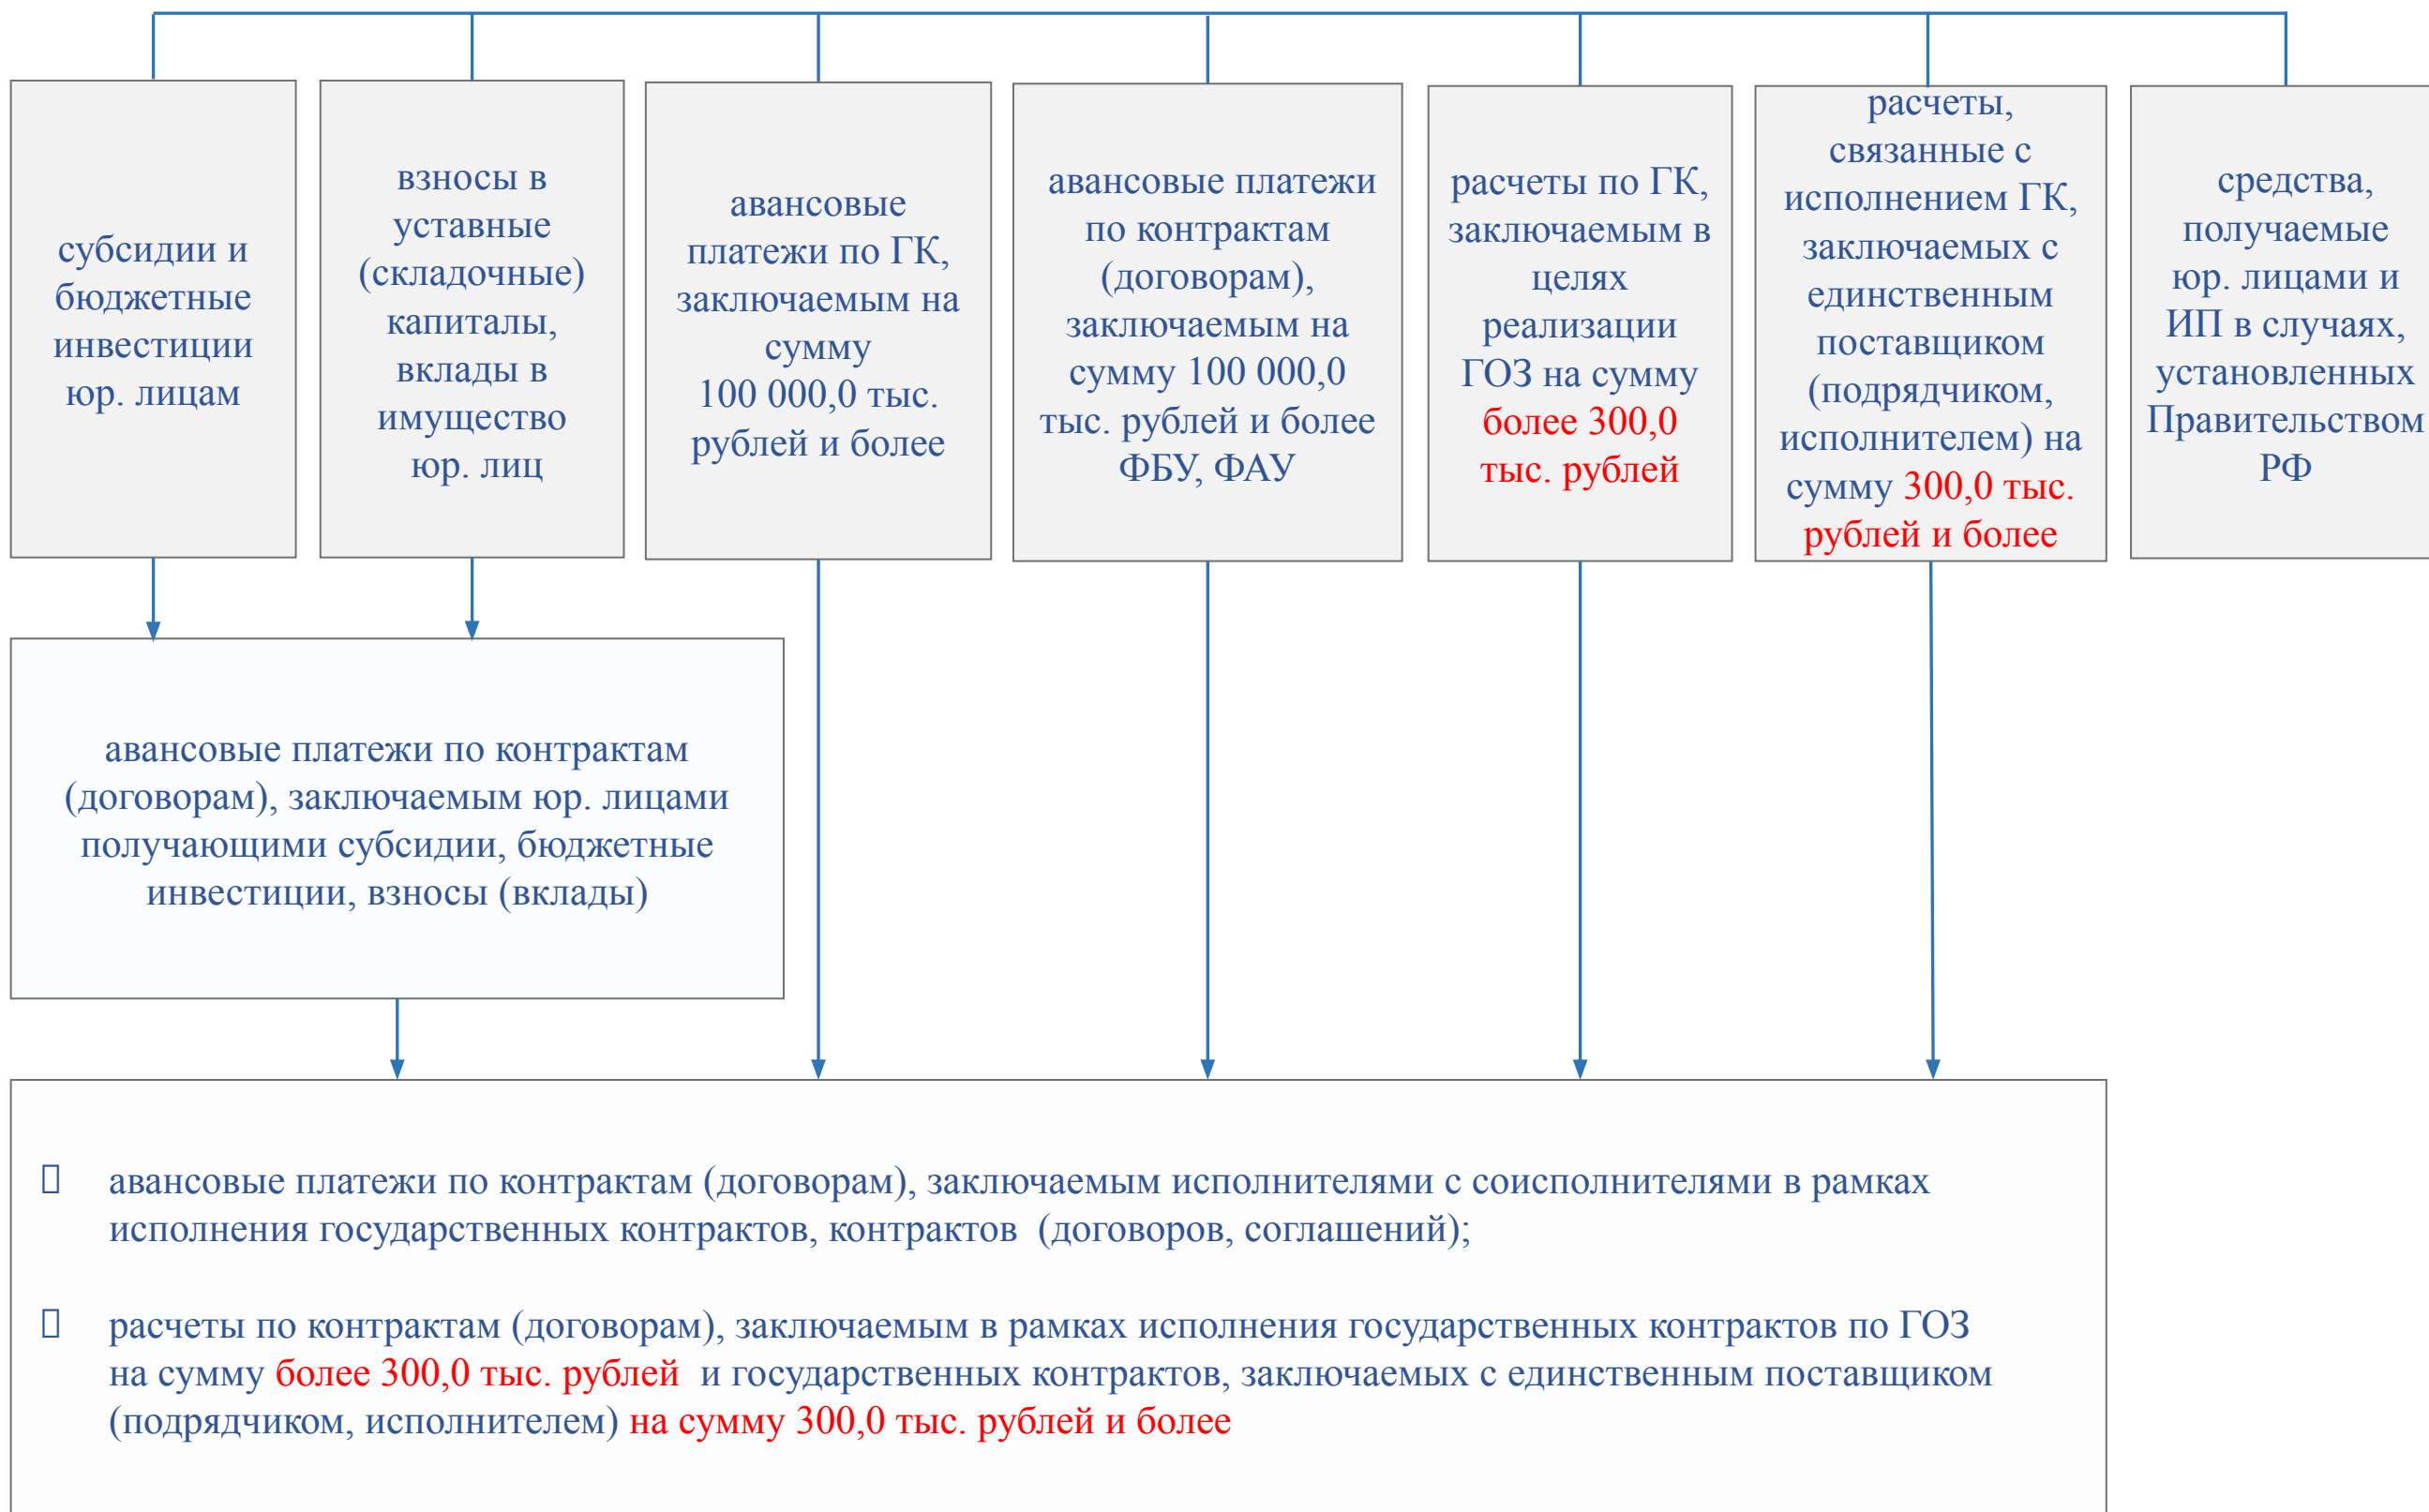 субсидии и
бюджетные
инвестиции
юр. лицам
взносы в
уставные
(складочные)
капиталы,
вклады в
имущество
юр. лиц
авансовые
платежи по ГК,
заключаемым на
сумму
100 000,0 тыс.
рублей и более
авансовые платежи
по контрактам
(договорам),
заключаемым на
сумму 100 000,0
тыс. рублей и более
ФБУ, ФАУ
расчеты по ГК,
заключаемым в
целях
реализации
ГОЗ на сумму
более 300,0
тыс. рублей
расчеты,
связанные с
исполнением ГК,
заключаемых с
единственным
поставщиком
(подрядчиком,
исполнителем) на
сумму 300,0 тыс.
рублей и более
средства,
получаемые
юр. лицами и
ИП в случаях,
установленных
Правительством
РФ
авансовые платежи по контрактам
(договорам), заключаемым юр. лицами
получающими субсидии, бюджетные
инвестиции, взносы (вклады)
авансовые платежи по контрактам (договорам), заключаемым исполнителями с соисполнителями в рамках
исполнения государственных контрактов, контрактов (договоров, соглашений);
расчеты по контрактам (договорам), заключаемым в рамках исполнения государственных контрактов по ГОЗ
на сумму более 300,0 тыс. рублей и государственных контрактов, заключаемых с единственным поставщиком
(подрядчиком, исполнителем) на сумму 300,0 тыс. рублей и более